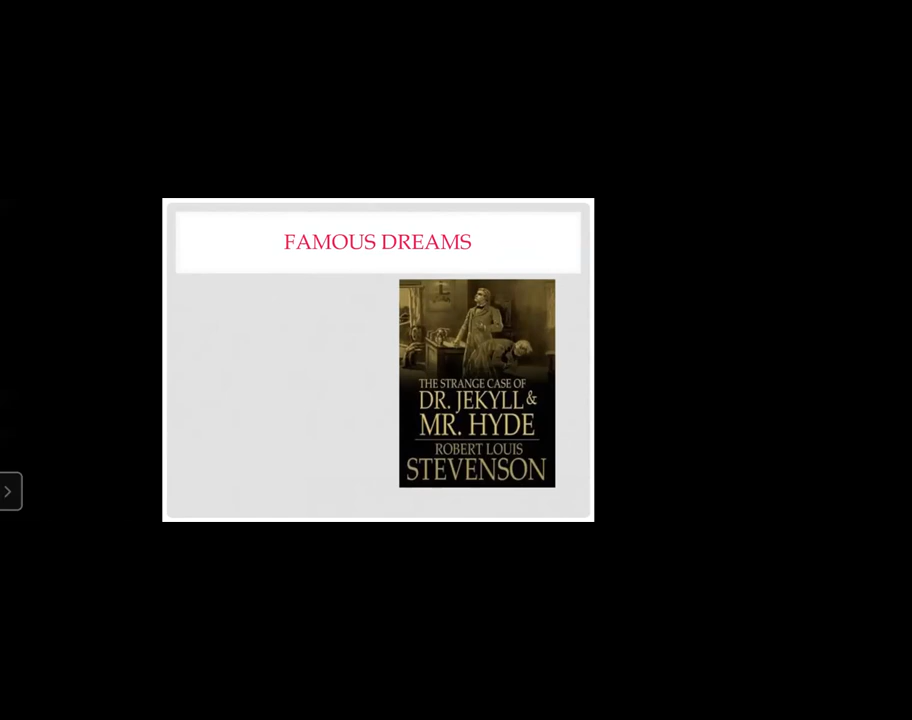 FAMOUS DREAMS
THE STRANGE CASE OF
DR. JEKYLL &
MR. HYDE
ROBERT LOUIS
STEVENSON